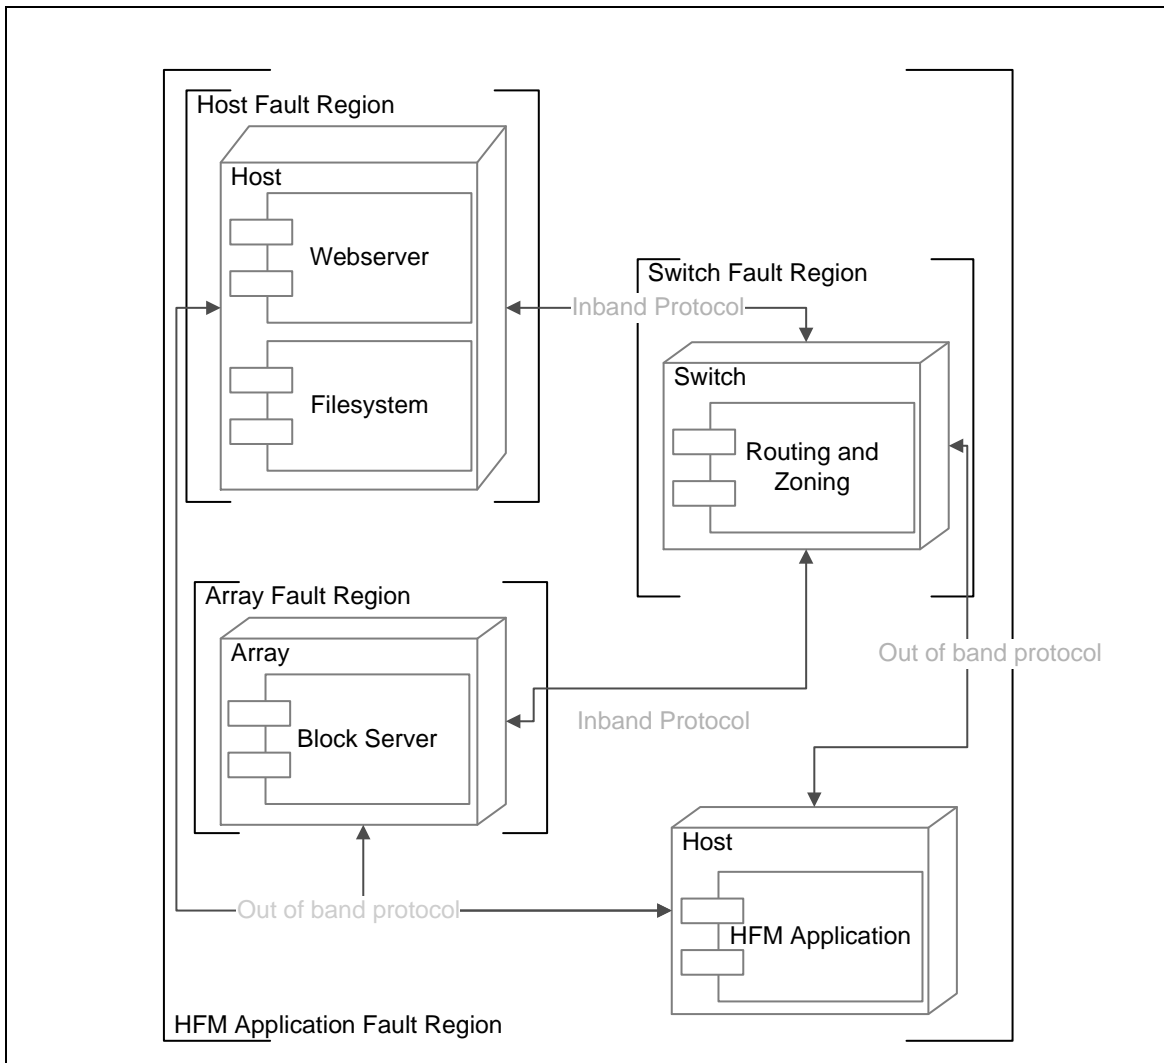 Host Fault Region
Host
Webserver
Filesystem
Switch Fault Region
Inband Protocol
Switch
Routing and
Zoning
Array Fault Region
Array
Block Server
Inband Protocol
Out of band protocol
Host
HFM Application
Out of band protocol
HFM Application Fault Region